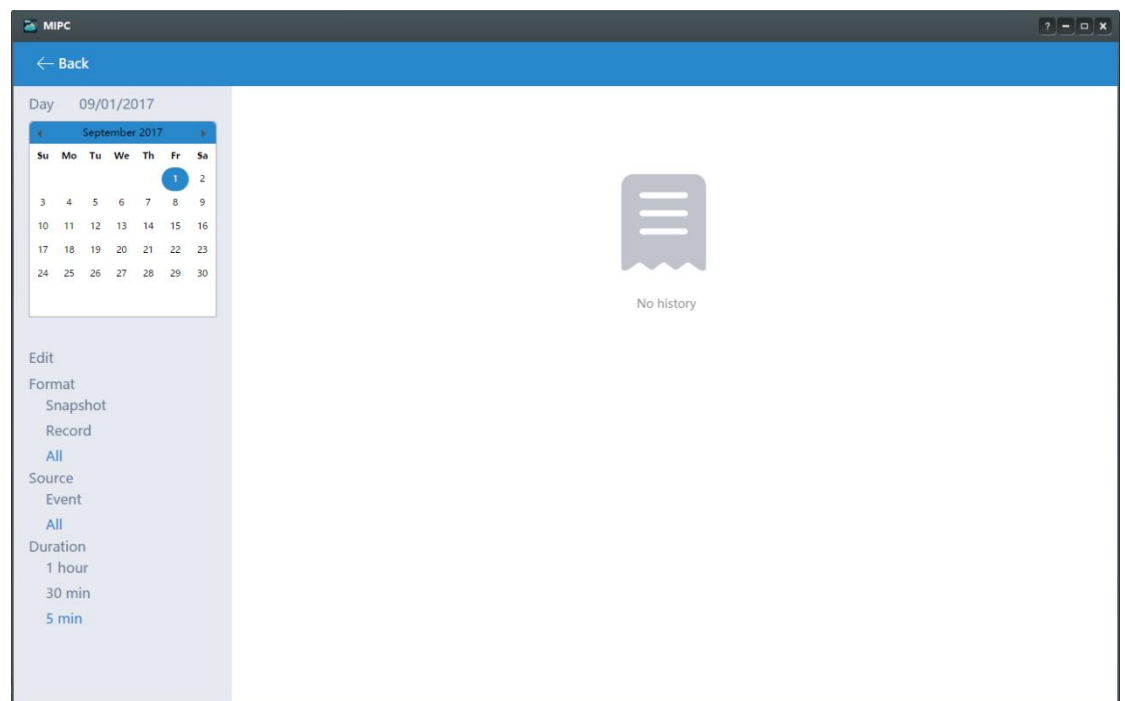 MIPC
← Back
Day 09/01/2017
September 2017
Su Mo Tu We Th Fr Sa
1 2
3 4 5 6 7 8 9
10 11 12 13 14 15 16
17 18 19 20 21 22 23
24 25 26 27 28 29 30
No history
Edit
Format
Snapshot
Record
All
Source
Event
All
Duration
1 hour
30 min
5 min